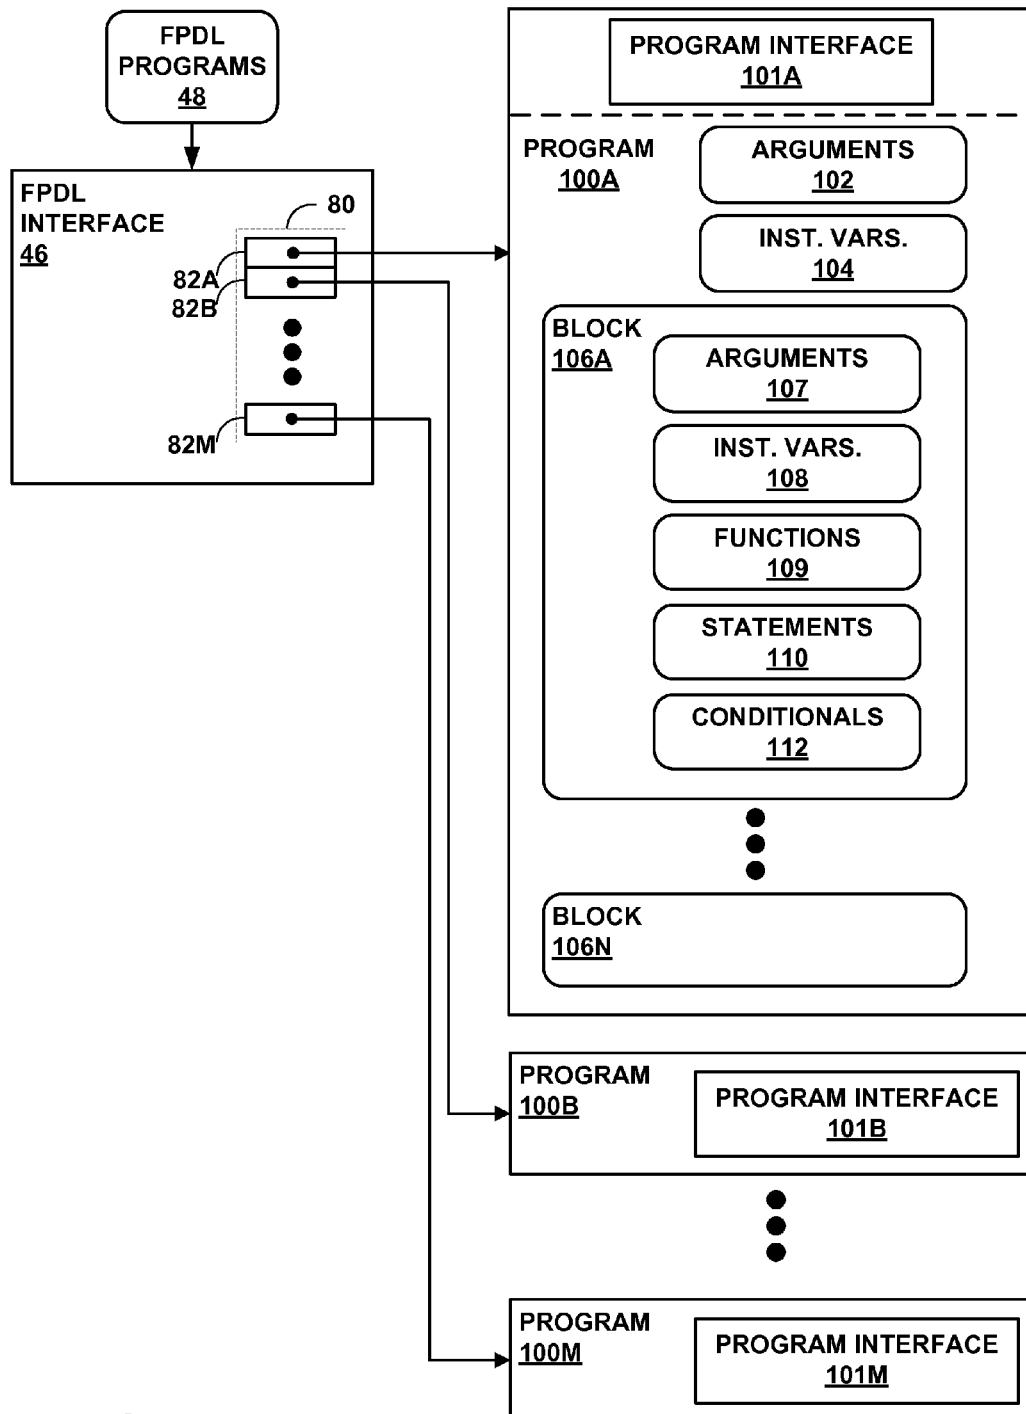 FPDL
PROGRAMS
48
FPDL
INTERFACE
46
80
82A
82B
82M
PROGRAM INTERFACE
101A
PROGRAM
100A
ARGUMENTS
102
INST. VARS.
104
BLOCK
106A
ARGUMENTS
107
INST. VARS.
108
FUNCTIONS
109
STATEMENTS
110
CONDITIONALS
112
BLOCK
106N
PROGRAM
100B
PROGRAM INTERFACE
101B
PROGRAM
100M
PROGRAM INTERFACE
101M